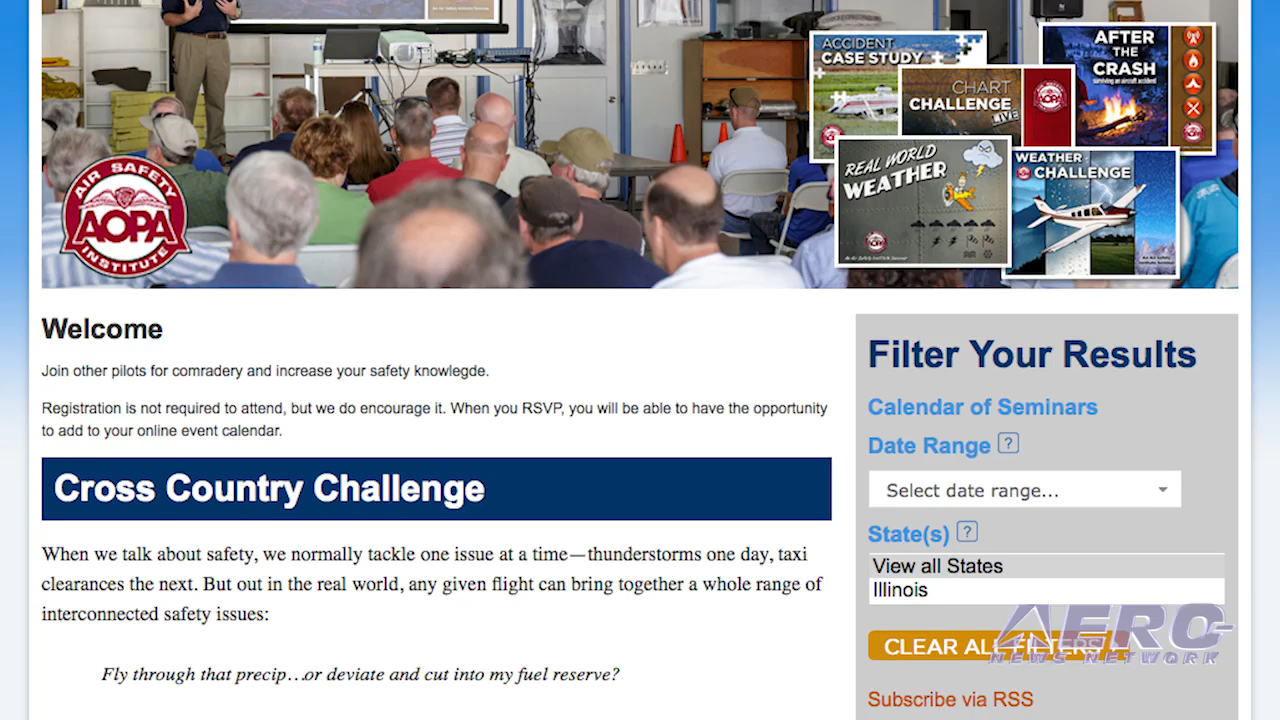 ACCIDENT
CASE STUDY
CHART
CHALLENGE
LIVE
AOPA
AFTER
THE
CRASH
surviving an aircraft accident
REAL WORLD
WEATHER
WEATHER
CHALLENGE
AIR SAFETY
AOPA
INSTITUTE
Welcome
Join other pilots for comradery and increase your safety knowlegde.
Registration is not required to attend, but we do encourage it. When you RSVP, you will be able to have the opportunity
to add to your online event calendar.
Cross Country Challenge
When we talk about safety, we normally tackle one issue at a time—thunderstorms one day, taxi
clearances the next. But out in the real world, any given flight can bring together a whole range of
interconnected safety issues:
Fly through that precip…or deviate and cut into my fuel reserve?
Filter Your Results
Calendar of Seminars
Date Range ?
Select date range...
State(s) ?
View all States
Illinois
CLEAR ALL FILTERS
AERO
NEWS NETWORK
Subscribe via RSS